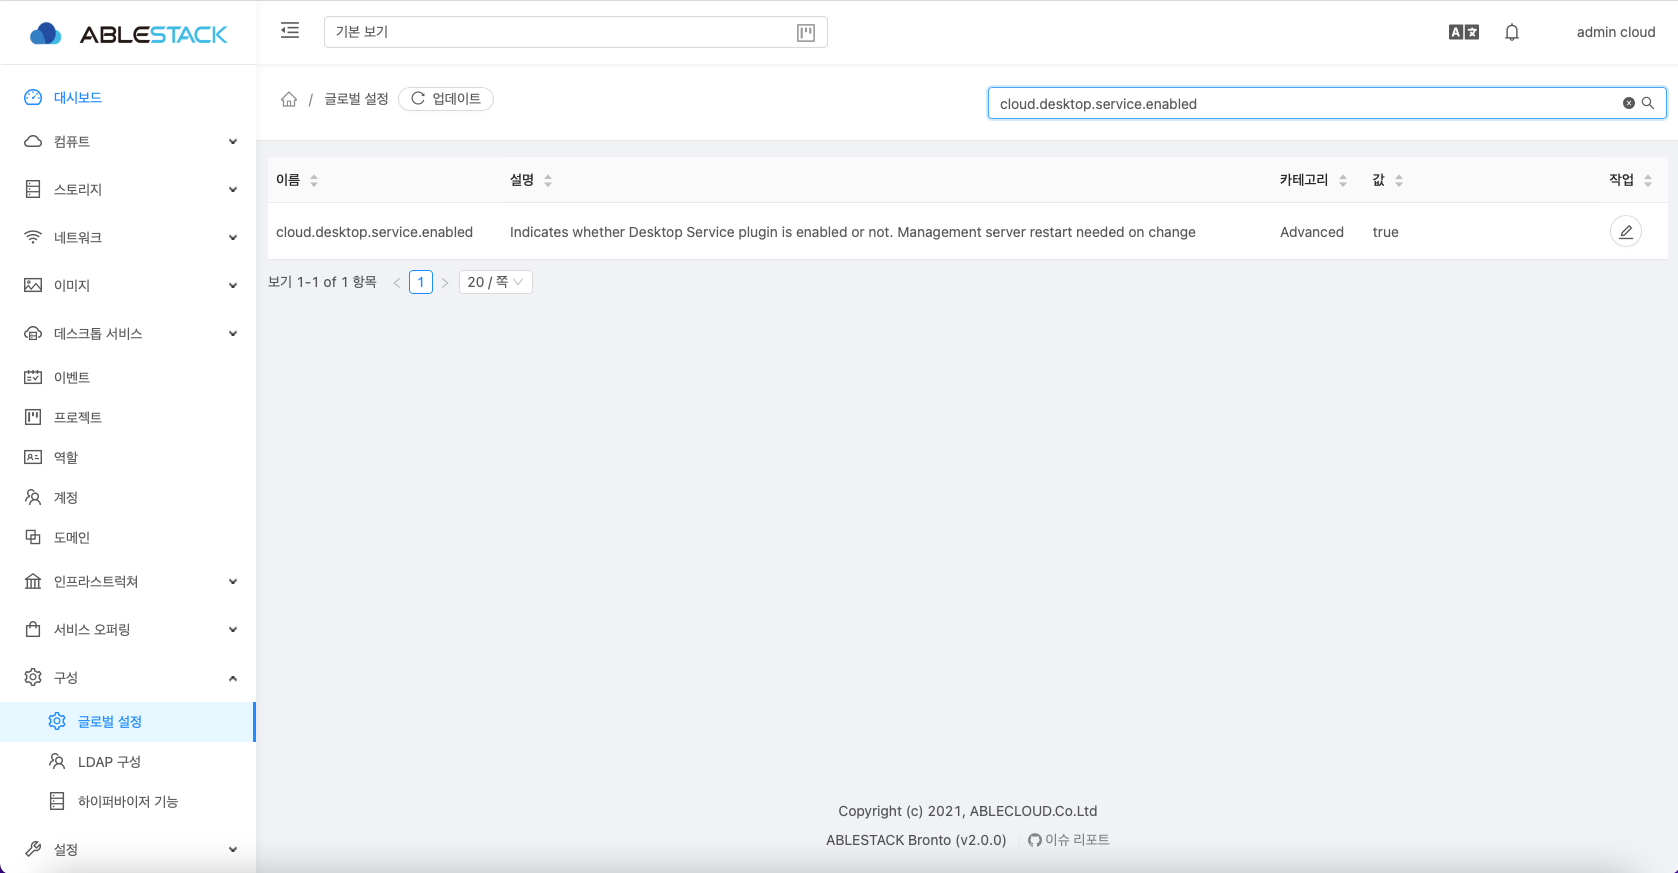 ABLESTACK
기본 보기
admin cloud
대시보드
컴퓨트
스토리지
네트워크
이미지
데스크톱 서비스
이벤트
프로젝트
역할
계정
도메인
인프라스트럭쳐
서비스 오퍼링
구성
글로벌 설정
LDAP 구성
하이퍼바이저 기능
설정
/ 글로벌 설정 업데이트
cloud.desktop.service.enabled
이름 설명 카테고리 값 작업
cloud.desktop.service.enabled Indicates whether Desktop Service plugin is enabled or not. Management server restart needed on change Advanced true
보기 1-1 of 1 항목 < 1 > 20 / 쪽
Copyright (c) 2021, ABLECLOUD.Co.Ltd
ABLESTACK Bronto (v2.0.0) 이슈 리포트